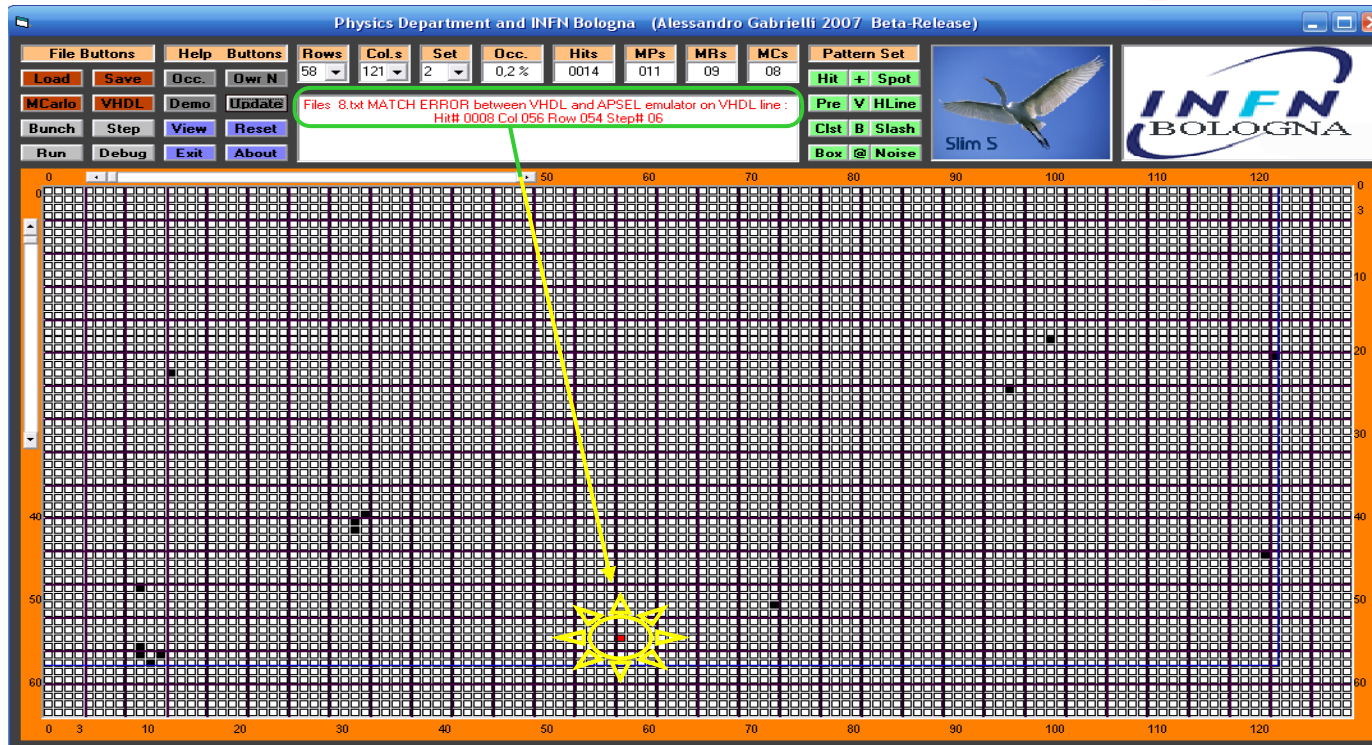 Physics Department and INFN Bologna (Alessandro Gabrielli 2007 Beta-Release)
File Buttons Help Buttons Rows Col.s Set Occ. Hits MPs MRs MCs Pattern Set
58 121 2 0,2 % 0014 011 09 08
Load Save Occ. Owr N Hit + Spot
MCarlo VHDL Demo Update Pre V HLine
Bunch Step View Reset Clst B Slash
Run Debug Exit About Box @ Noise
Files 8.txt MATCH ERROR between VHDL and APSEL emulator on VHDL line :
Hit# 0008 Col 056 Row 054 Step# 06
Slim 5
INFN
BOLOGNA
0 50 60 70 80 90 100 110 120
0 0
3
10
20
30
40 40
50 50
60 60
0 3 10 20 30 40 50 60 70 80 90 100 110 120